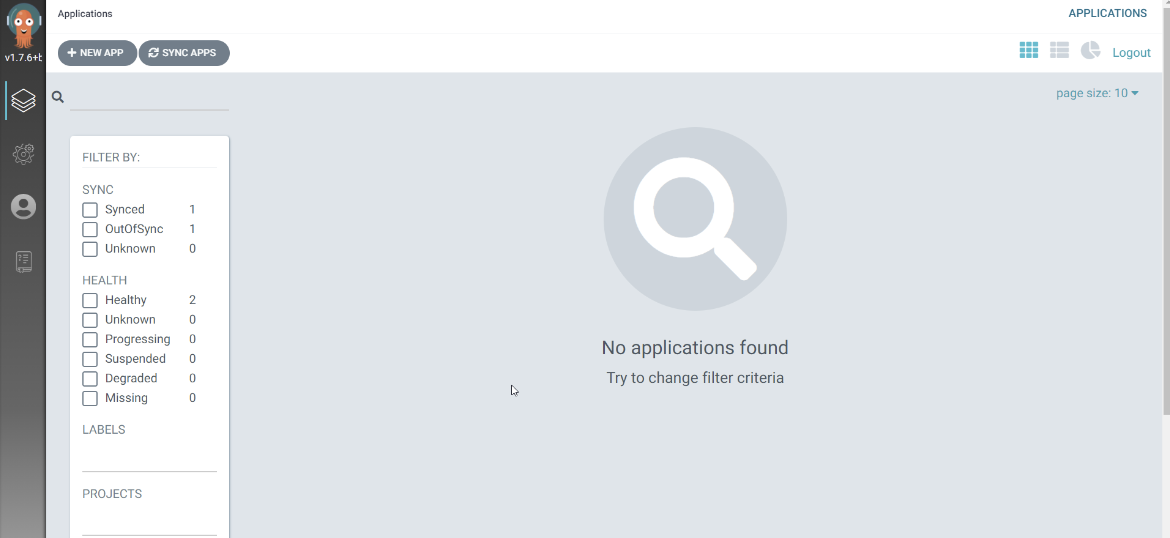 Applications
APPLICATIONS
v1.7.6+b
NEW APP
SYNC APPS
Logout
page size: 10
FILTER BY:
SYNC
Synced 1
OutOfSync 1
Unknown 0
HEALTH
Healthy 2
Unknown 0
Progressing 0
Suspended 0
Degraded 0
Missing 0
LABELS
PROJECTS
No applications found
Try to change filter criteria